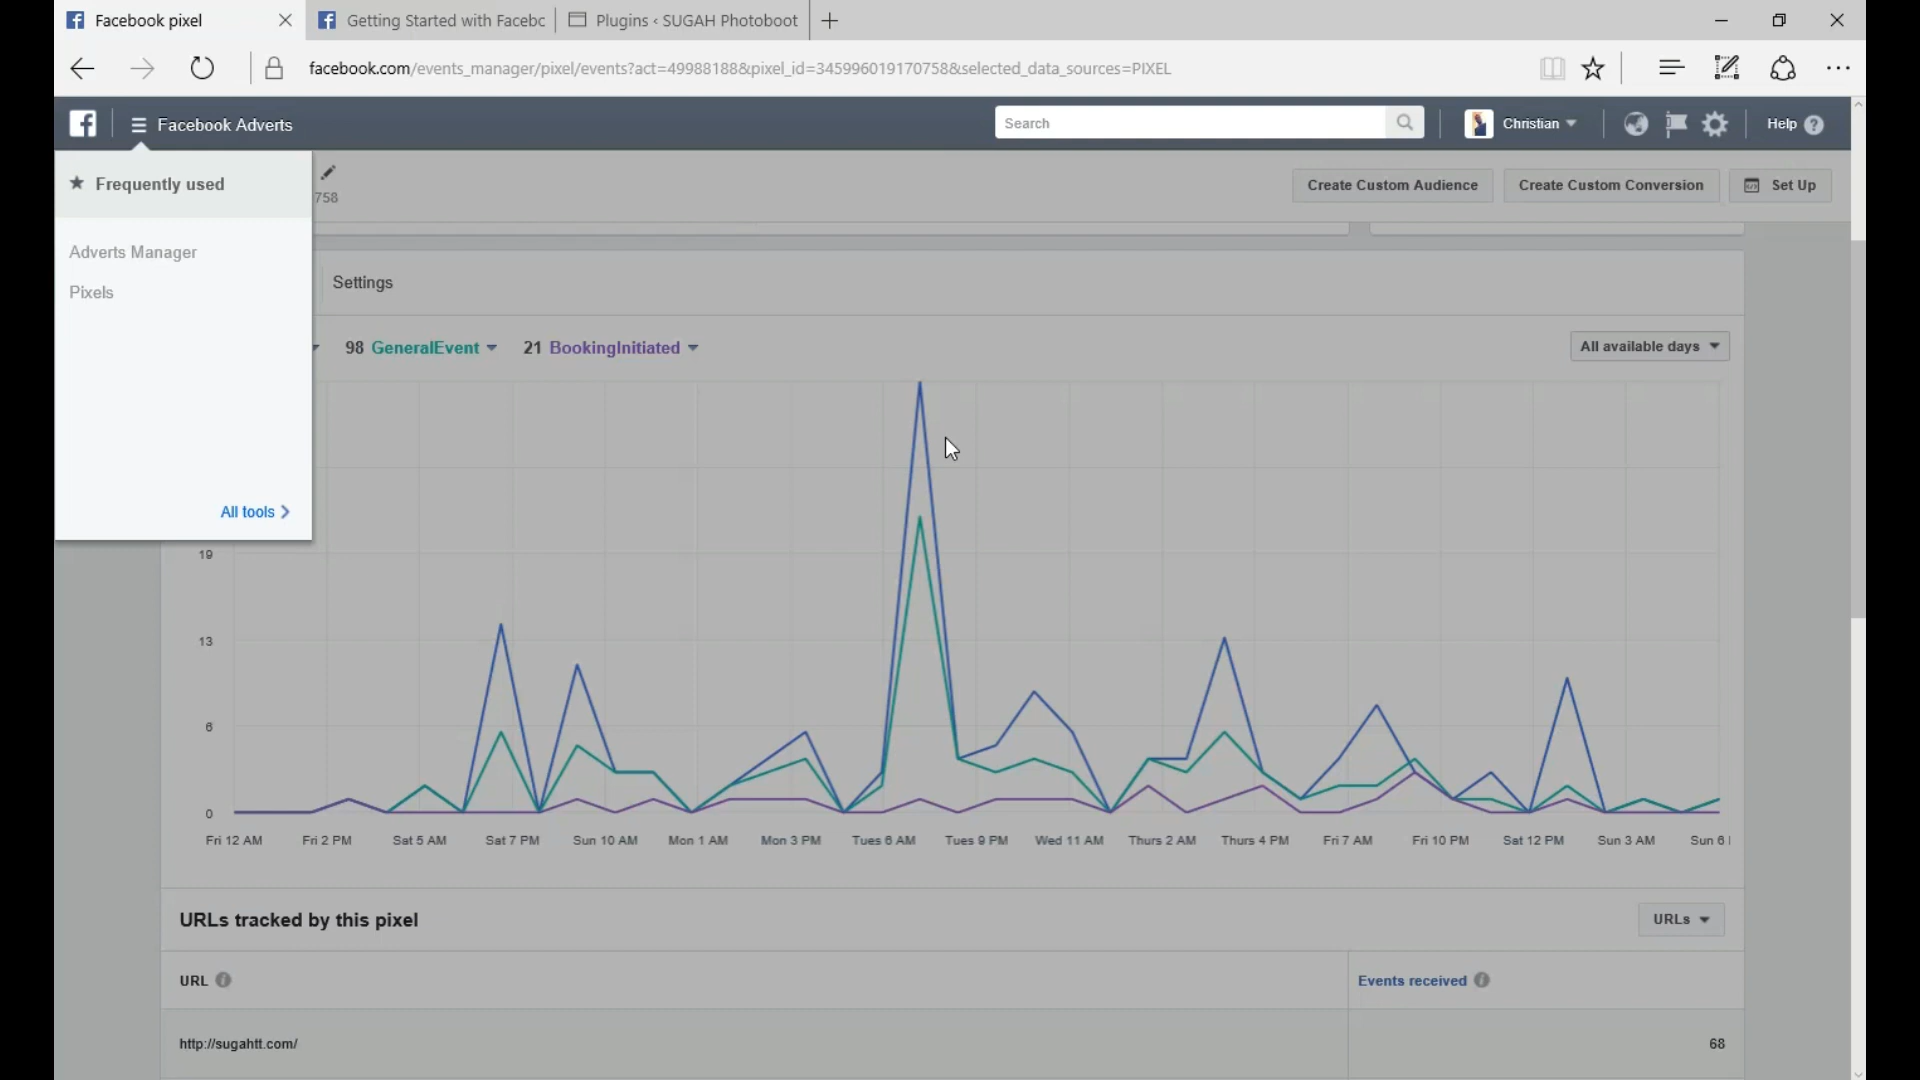 Facebook pixel
Getting Started with Facebc
Plugins ‹ SUGAH Photoboot
facebook.com/events_manager/pixel/events?act=49988188&pixel_id=345996019170758&selected_data_sources=PIXEL
Facebook Adverts
Search
Christian
Help ?
Frequently used
758
Create Custom Audience
Create Custom Conversion
Set Up
Adverts Manager
Pixels
All tools
Settings
98 GeneralEvent
21 BookingInitiated
All available days
19
13
6
0
Fri 12 AM Fri 2 PM Sat 5 AM Sat 7 PM Sun 10 AM Mon 1 AM Mon 3 PM Tues 6 AM Tues 9 PM Wed 11 AM Thurs 2 AM Thurs 4 PM Fri 7 AM Fri 10 PM Sat 12 PM Sun 3 AM Sun 6
URLs tracked by this pixel
URLs
URL
Events received
http://sugahtt.com/
68